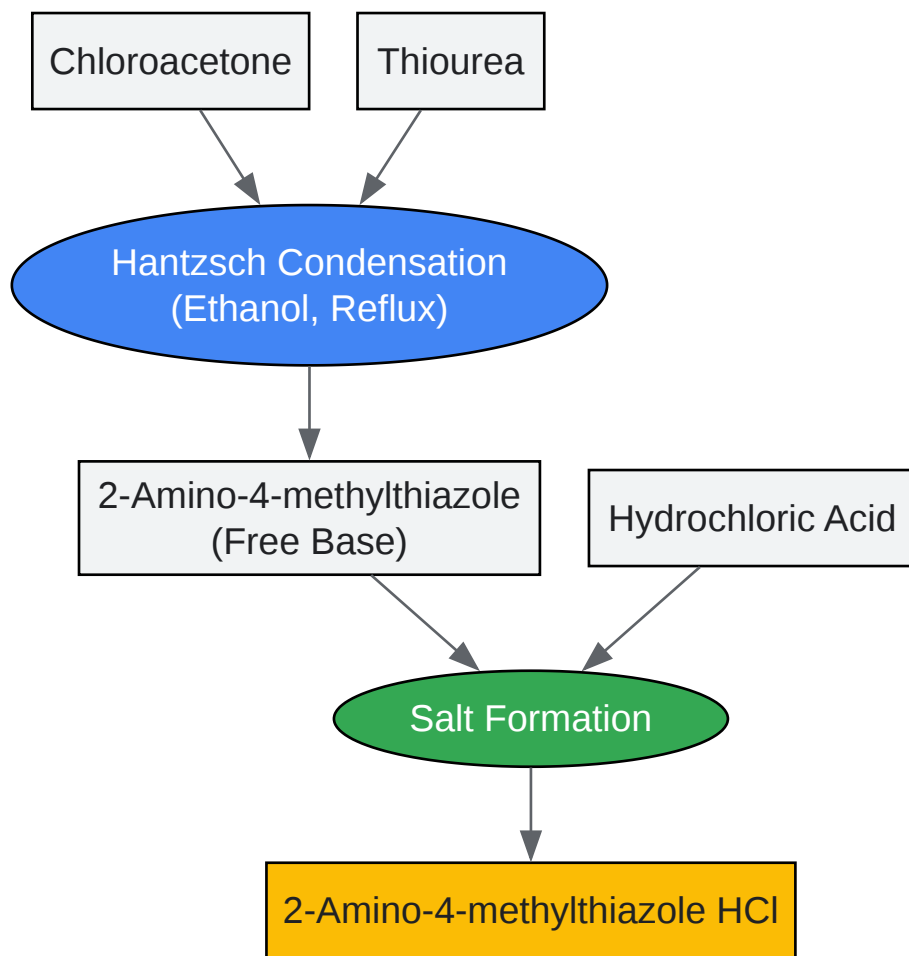 Chloroacetone
Thiourea
Hantzsch Condensation
(Ethanol, Reflux)
2-Amino-4-methylthiazole
(Free Base)
Hydrochloric Acid
Salt Formation
2-Amino-4-methylthiazole HCl